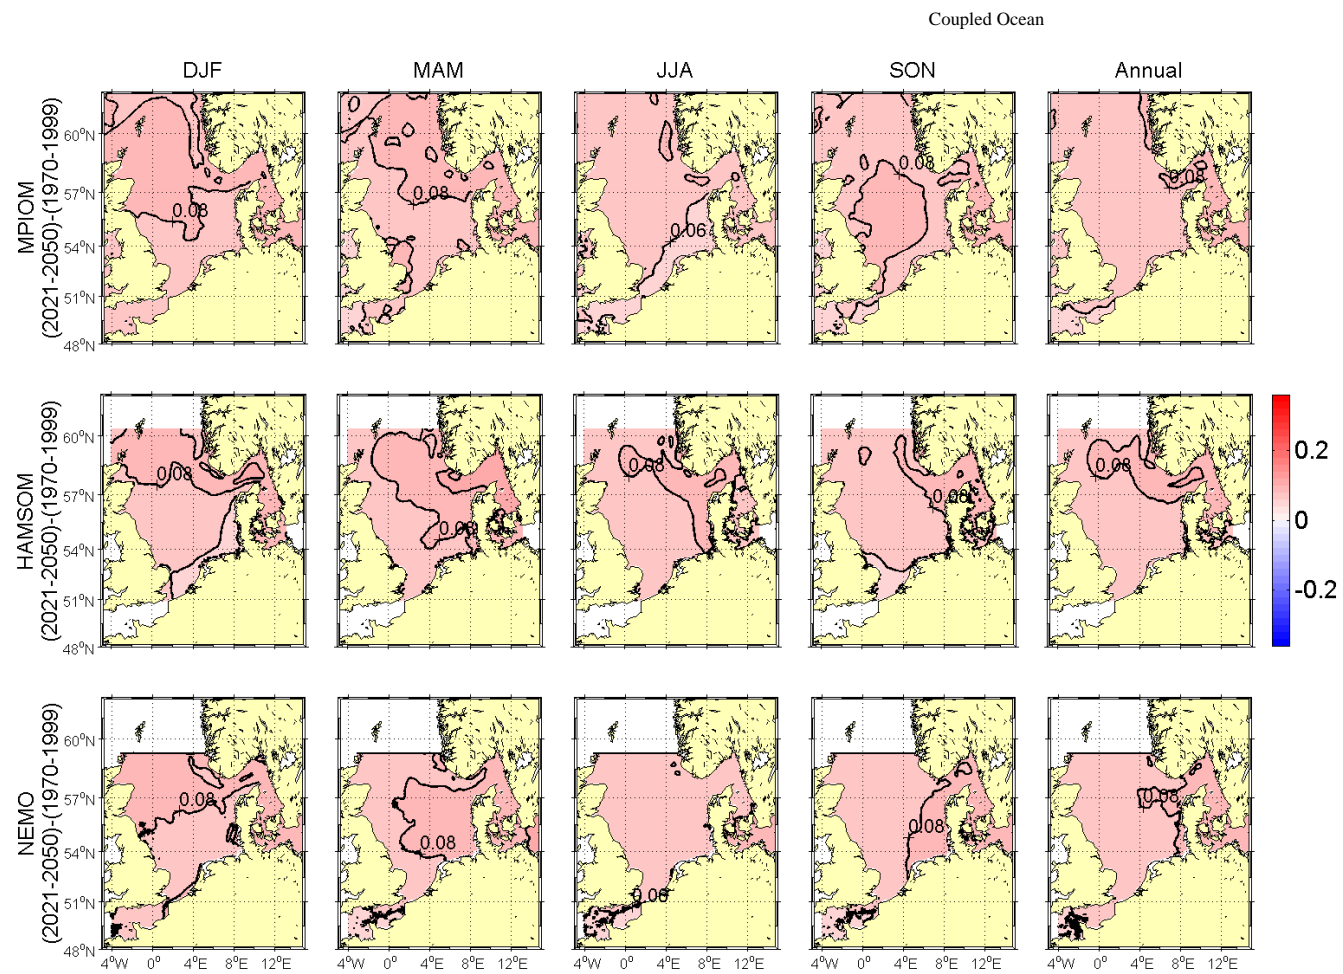 Coupled Ocean
DJF MAM JJA SON Annual
MPIOM
(2021-2050)-(1970-1999)
60°N
57°N
54°N
51°N
48°N
0.08
0.08
0.06
0.08
0.08
HAMSOM
(2021-2050)-(1970-1999)
60°N
57°N
54°N
51°N
48°N
0.08
0.08
0.08
0.08
0.08
0.2
0
-0.2
NEMO
(2021-2050)-(1970-1999)
60°N
57°N
54°N
51°N
48°N
0.08
0.08
0.06
0.08
0.08
4°W 0° 4°E 8°E 12°E 4°W 0° 4°E 8°E 12°E 4°W 0° 4°E 8°E 12°E 4°W 0° 4°E 8°E 12°E 4°W 0° 4°E 8°E 12°E